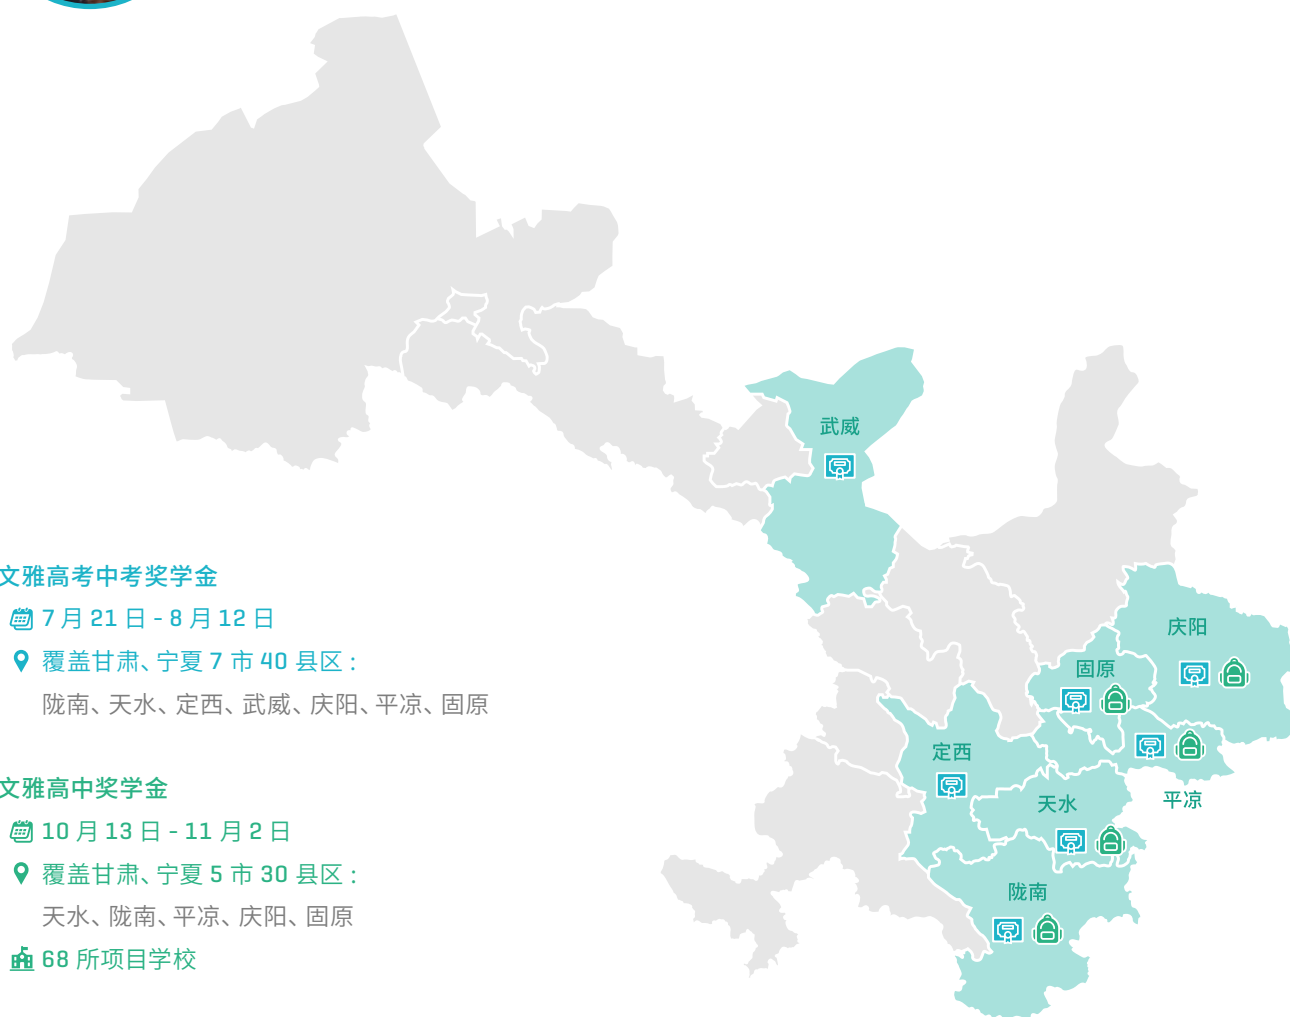 武威
文雅高考中考奖学金
7 月 21 日 - 8 月 12 日
覆盖甘肃、宁夏 7 市 40 县区：
陇南、天水、定西、武威、庆阳、平凉、固原
文雅高中奖学金
10 月 13 日 - 11 月 2 日
覆盖甘肃、宁夏 5 市 30 县区：
天水、陇南、平凉、庆阳、固原
68 所项目学校
庆阳
固原
定西
平凉
天水
陇南